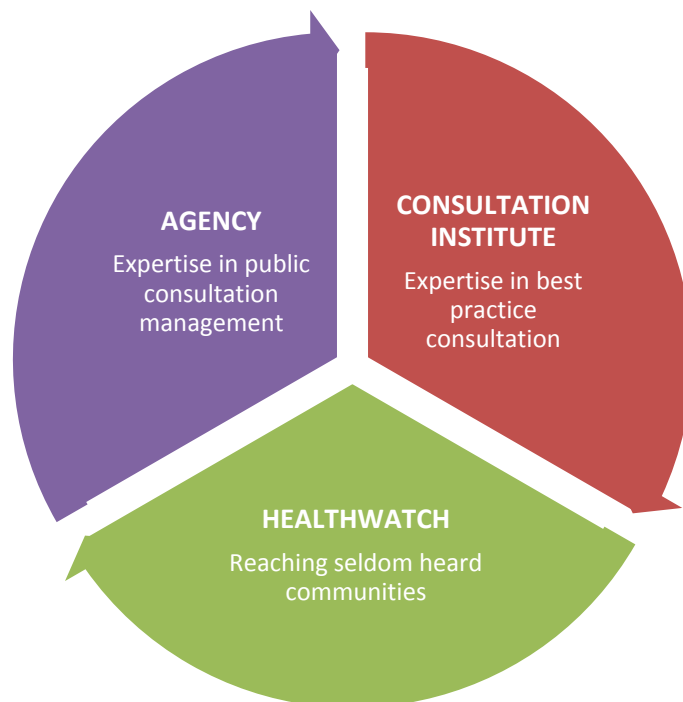 AGENCY
Expertise in public
consultation
management
CONSULTATION
INSTITUTE
Expertise in best
practice
consultation
HEALTHWATCH
Reaching seldom heard
communities